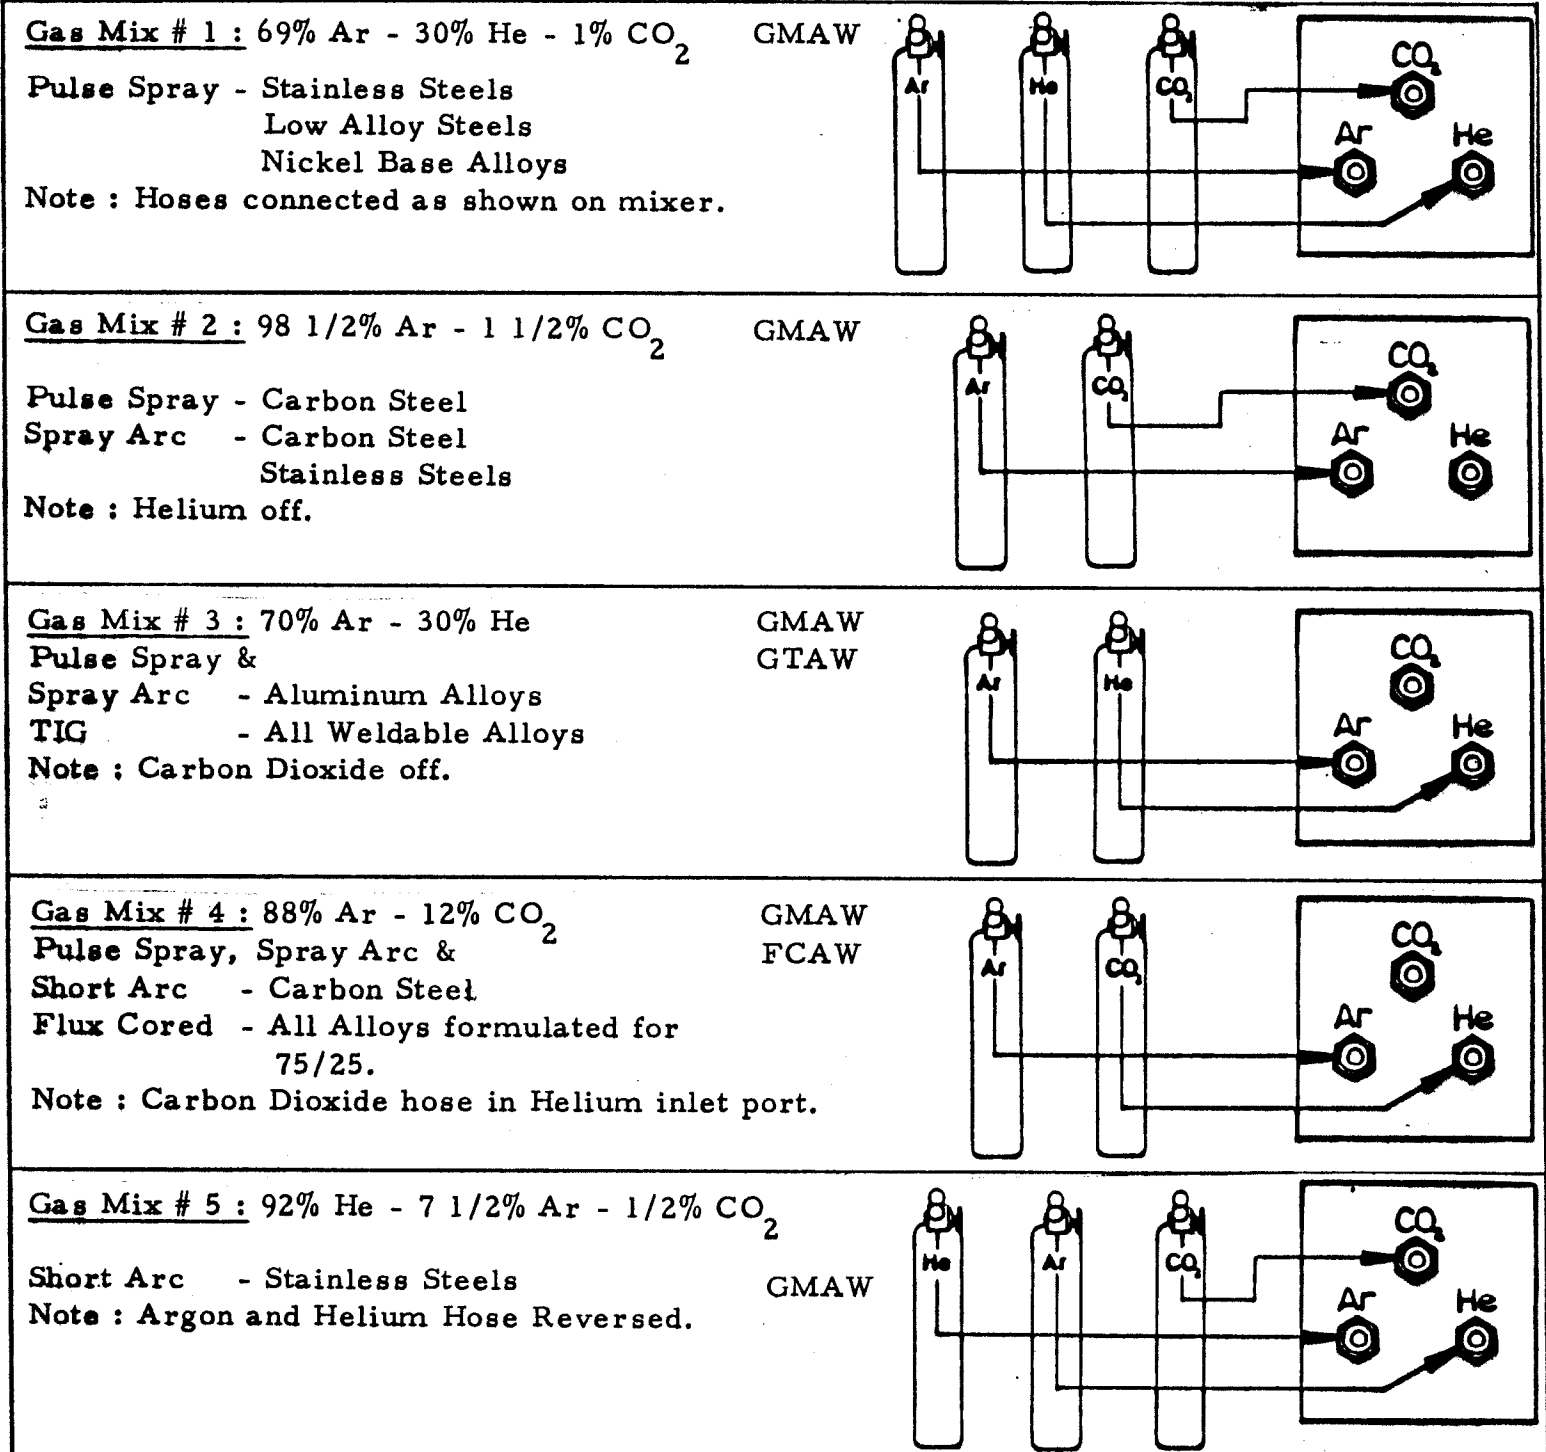 Gas Mix # 1 : 69% Ar - 30% He - 1% CO2 GMAW
Pulse Spray - Stainless Steels
Low Alloy Steels
Nickel Base Alloys
Note : Hoses connected as shown on mixer.
Ar He CO2
CO2
Ar He
Gas Mix # 2 : 98 1/2% Ar - 1 1/2% CO2 GMAW
Pulse Spray - Carbon Steel
Spray Arc - Carbon Steel
Stainless Steels
Note : Helium off.
Ar CO2
CO2
Ar He
Gas Mix # 3 : 70% Ar - 30% He GMAW
Pulse Spray & GTAW
Spray Arc - Aluminum Alloys
TIG - All Weldable Alloys
Note : Carbon Dioxide off.
Ar He
CO2
Ar He
Gas Mix # 4 : 88% Ar - 12% CO2 GMAW
Pulse Spray, Spray Arc & FCAW
Short Arc - Carbon Steel
Flux Cored - All Alloys formulated for
75/25.
Note : Carbon Dioxide hose in Helium inlet port.
Ar CO2
CO2
Ar He
Gas Mix # 5 : 92% He - 7 1/2% Ar - 1/2% CO2
Short Arc - Stainless Steels GMAW
Note : Argon and Helium Hose Reversed.
He Ar CO2
CO2
Ar He